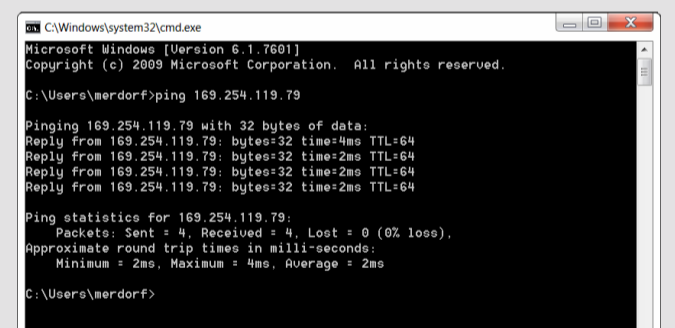 C:\Windows\system32\cmd.exe
Microsoft Windows [Version 6.1.7601]
Copyright (c) 2009 Microsoft Corporation.  All rights reserved.
C:\Users\merdorf>ping 169.254.119.79
Pinging 169.254.119.79 with 32 bytes of data:
Reply from 169.254.119.79: bytes=32 time=4ms TTL=64
Reply from 169.254.119.79: bytes=32 time=2ms TTL=64
Reply from 169.254.119.79: bytes=32 time=2ms TTL=64
Reply from 169.254.119.79: bytes=32 time=2ms TTL=64
Ping statistics for 169.254.119.79:
    Packets: Sent = 4, Received = 4, Lost = 0 (0% loss),
Approximate round trip times in milli-seconds:
    Minimum = 2ms, Maximum = 4ms, Average = 2ms
C:\Users\merdorf>